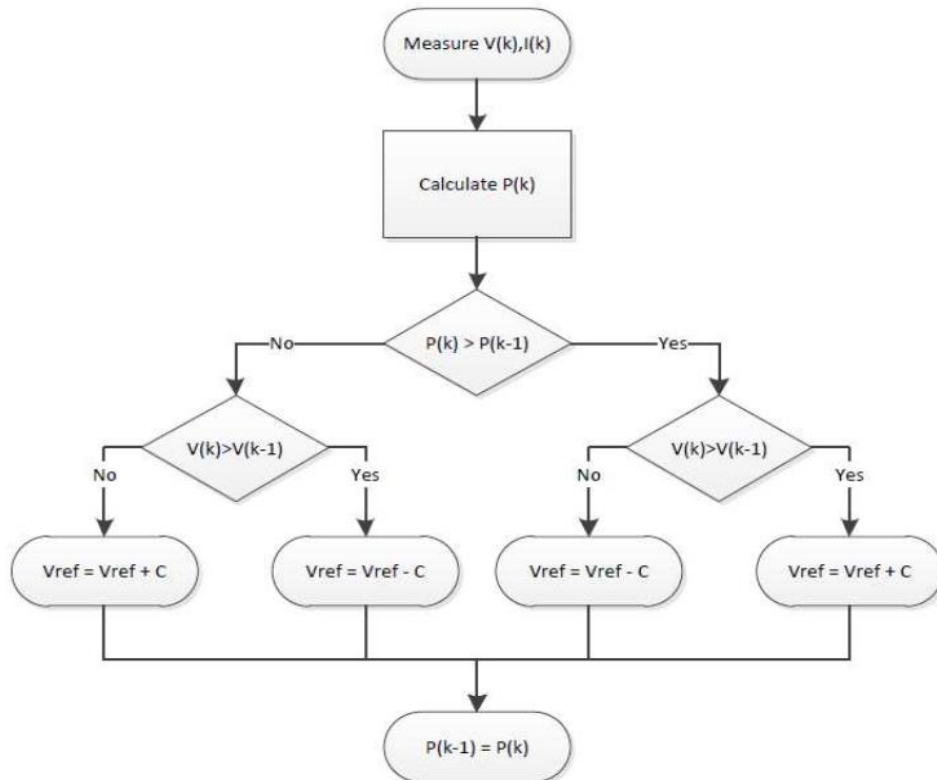 Measure V(k),I(k)
Calculate P(k)
P(k) > P(k-1)
No
Yes
V(k)>V(k-1)
V(k)>V(k-1)
No
Yes
No
Yes
Vref = Vref + C
Vref = Vref - C
Vref = Vref - C
Vref = Vref + C
P(k-1) = P(k)